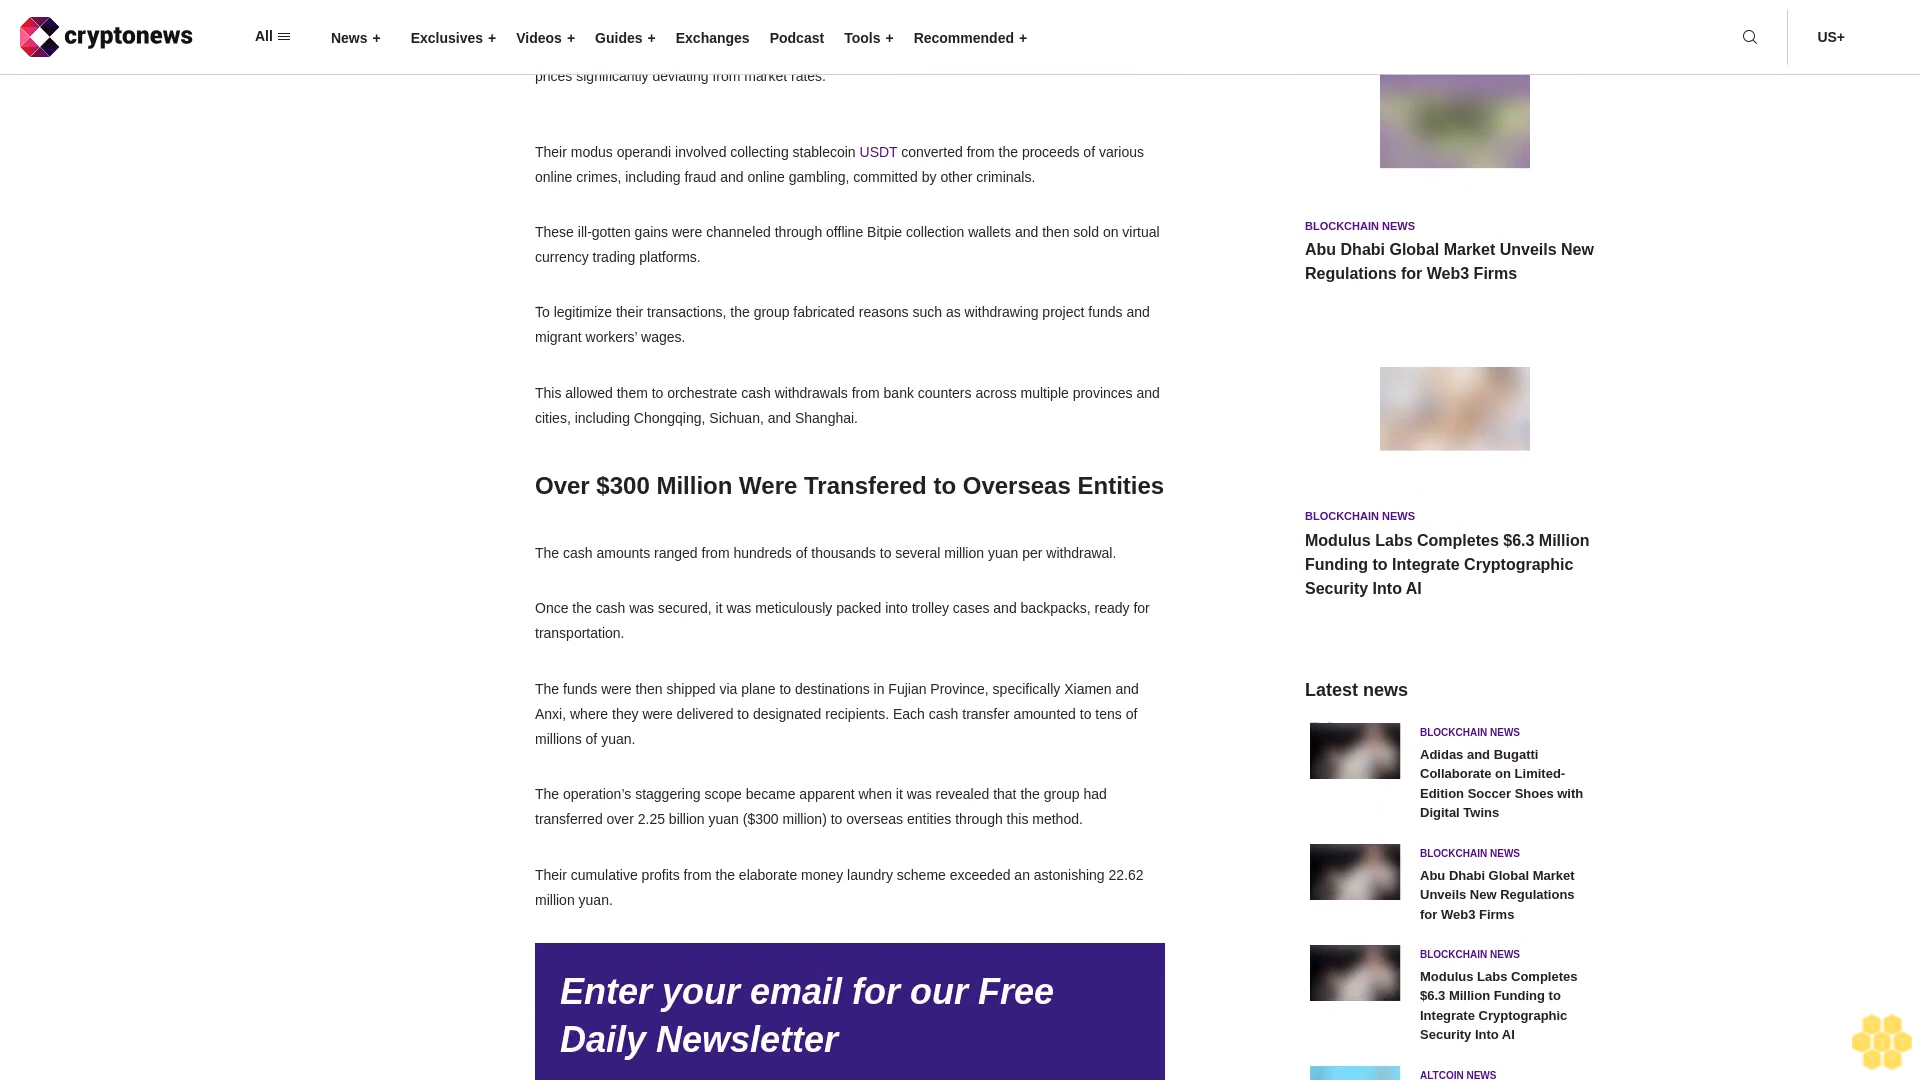 cryptonews
All
News +
Exclusives +
Videos +
Guides +
Exchanges
Podcast
Tools +
Recommended +
US+
prices significantly deviating from market rates.
Their modus operandi involved collecting stablecoin USDT converted from the proceeds of various
online crimes, including fraud and online gambling, committed by other criminals.
These ill-gotten gains were channeled through offline Bitpie collection wallets and then sold on virtual
currency trading platforms.
To legitimize their transactions, the group fabricated reasons such as withdrawing project funds and
migrant workers’ wages.
This allowed them to orchestrate cash withdrawals from bank counters across multiple provinces and
cities, including Chongqing, Sichuan, and Shanghai.
Over $300 Million Were Transfered to Overseas Entities
The cash amounts ranged from hundreds of thousands to several million yuan per withdrawal.
Once the cash was secured, it was meticulously packed into trolley cases and backpacks, ready for
transportation.
The funds were then shipped via plane to destinations in Fujian Province, specifically Xiamen and
Anxi, where they were delivered to designated recipients. Each cash transfer amounted to tens of
millions of yuan.
The operation’s staggering scope became apparent when it was revealed that the group had
transferred over 2.25 billion yuan ($300 million) to overseas entities through this method.
Their cumulative profits from the elaborate money laundry scheme exceeded an astonishing 22.62
million yuan.
Enter your email for our Free
Daily Newsletter
BLOCKCHAIN NEWS
Abu Dhabi Global Market Unveils New
Regulations for Web3 Firms
BLOCKCHAIN NEWS
Modulus Labs Completes $6.3 Million
Funding to Integrate Cryptographic
Security Into AI
Latest news
BLOCKCHAIN NEWS
Adidas and Bugatti
Collaborate on Limited-
Edition Soccer Shoes with
Digital Twins
BLOCKCHAIN NEWS
Abu Dhabi Global Market
Unveils New Regulations
for Web3 Firms
BLOCKCHAIN NEWS
Modulus Labs Completes
$6.3 Million Funding to
Integrate Cryptographic
Security Into AI
ALTCOIN NEWS